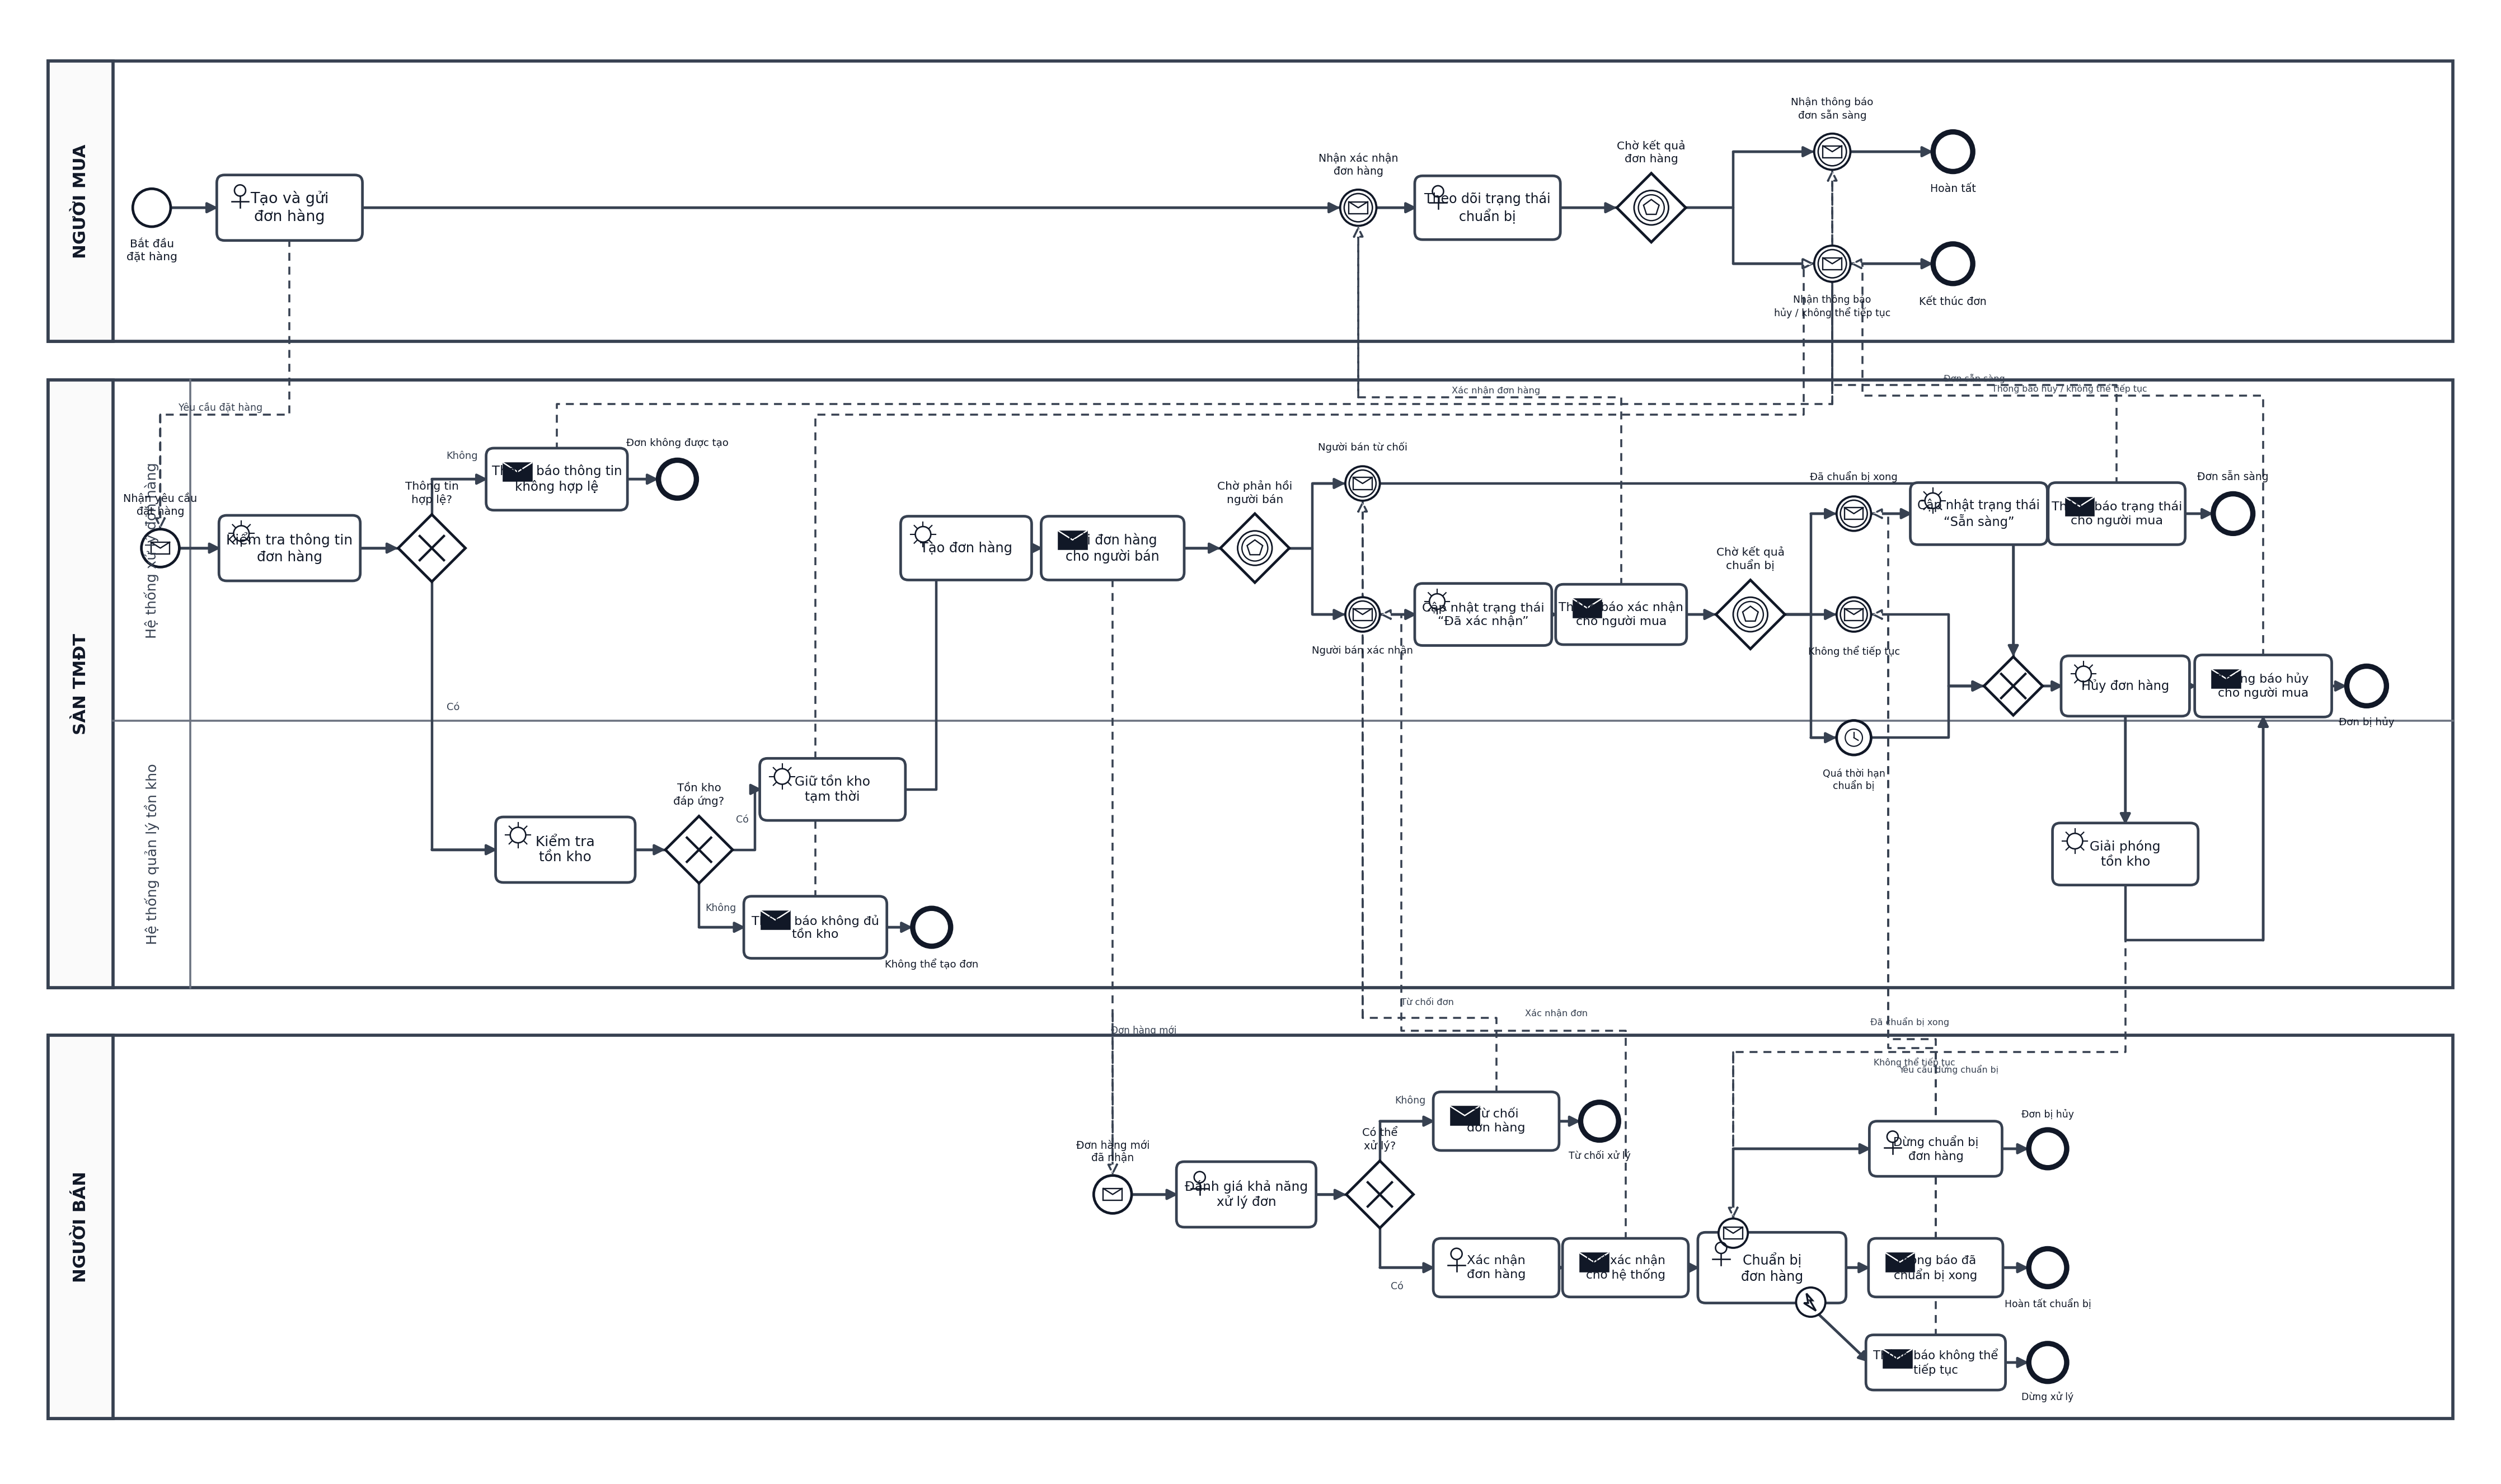 NGƯỜI MUA
Bắt đầu
đặt hàng
Tạo và gửi
đơn hàng
Nhận xác nhận
đơn hàng
Theo dõi trạng thái
chuẩn bị
Chờ kết quả
đơn hàng
Nhận thông báo
đơn sẵn sàng
Hoàn tất
Nhận thông báo
hủy / không thể tiếp tục
Kết thúc đơn
SÀN TMĐT
Hệ thống xử lý đơn hàng
Yêu cầu đặt hàng
Nhận yêu cầu
đặt hàng
Kiểm tra thông tin
đơn hàng
Thông tin
hợp lệ?
Không
báo thông tin
không hợp lệ
Đơn không được tạo
Có
Tạo đơn hàng
đơn hàng
cho người bán
Chờ phản hồi
người bán
Người bán từ chối
Người bán xác nhận
Xác nhận đơn hàng
Cập nhật trạng thái
“Đã xác nhận”
báo xác nhận
cho người mua
Chờ kết quả
chuẩn bị
Đã chuẩn bị xong
Không thể tiếp tục
Quá thời hạn
chuẩn bị
Đơn sẵn sàng
Thông báo hủy / không thể tiếp tục
Cập nhật trạng thái
“Sẵn sàng”
báo trạng thái
cho người mua
Đơn sẵn sàng
Hủy đơn hàng
báo hủy
cho người mua
Đơn bị hủy
Hệ thống quản lý tồn kho
Kiểm tra
tồn kho
Tồn kho
đáp ứng?
Có
Giữ tồn kho
tạm thời
Không
báo không đủ
tồn kho
Không thể tạo đơn
Giải phóng
tồn kho
NGƯỜI BÁN
Đơn hàng mới
Từ chối đơn
Xác nhận đơn
Đã chuẩn bị xong
Không thể tiếp tục
Yêu cầu dừng chuẩn bị
Đơn hàng mới
đã nhận
Đánh giá khả năng
xử lý đơn
Có thể
xử lý?
Không
chối
đơn hàng
Từ chối xử lý
Có
Xác nhận
đơn hàng
xác nhận
cho hệ thống
Chuẩn bị
đơn hàng
Dừng chuẩn bị
đơn hàng
Đơn bị hủy
báo đã
chuẩn bị xong
Hoàn tất chuẩn bị
báo không thể
tiếp tục
Dừng xử lý